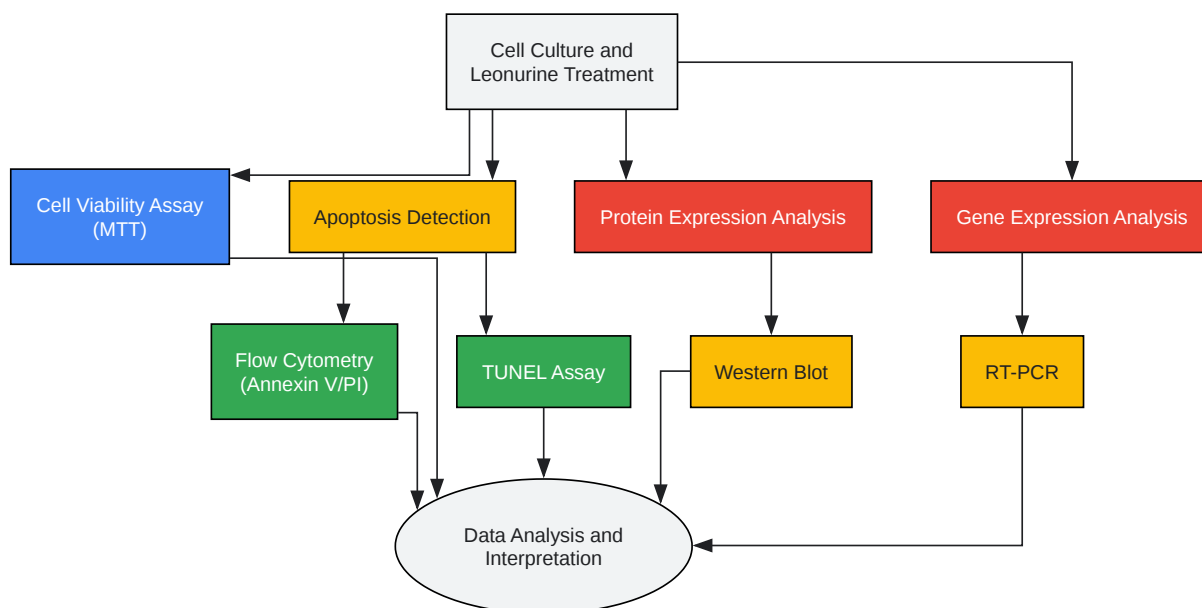 Cell Culture and
Leonurine Treatment
Cell Viability Assay
(MTT)
Apoptosis Detection
Protein Expression Analysis
Gene Expression Analysis
Flow Cytometry
(Annexin V/PI)
TUNEL Assay
Western Blot
RT-PCR
Data Analysis and
Interpretation